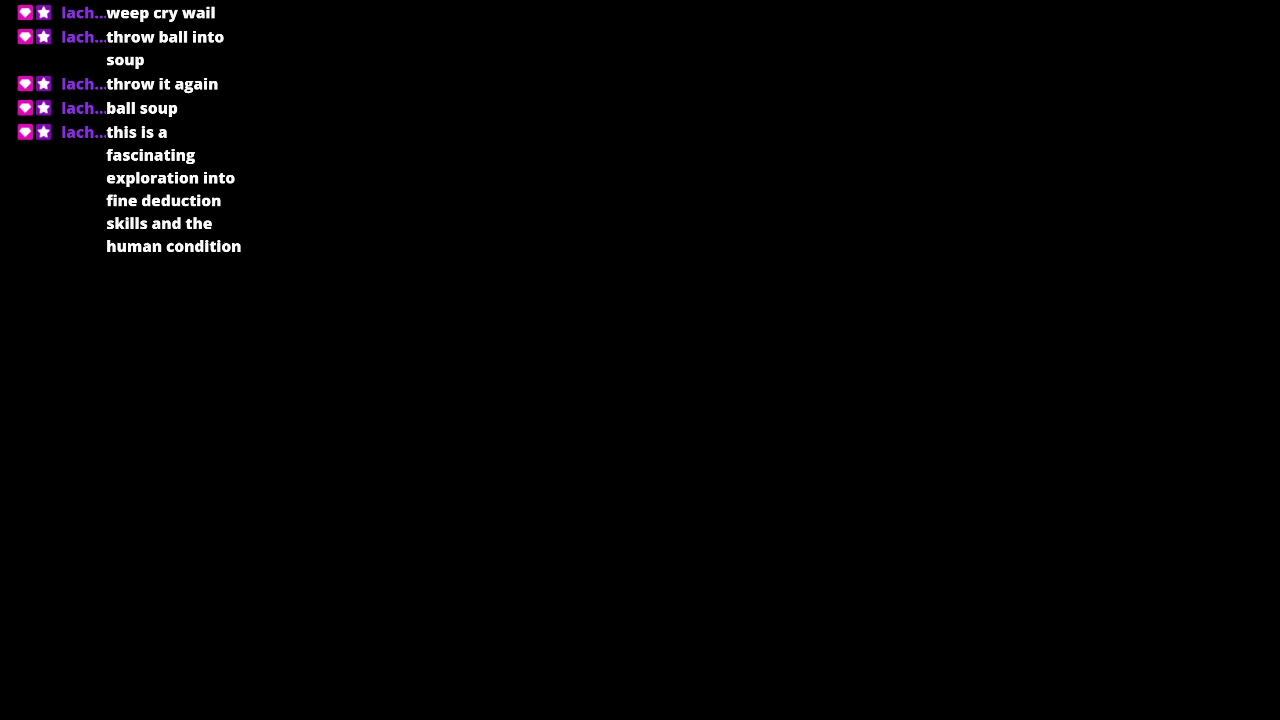 lach...weep cry wail
lach...throw ball into
soup
lach...throw it again
lach...ball soup
lach...this is a
fascinating
exploration into
fine deduction
skills and the
human condition